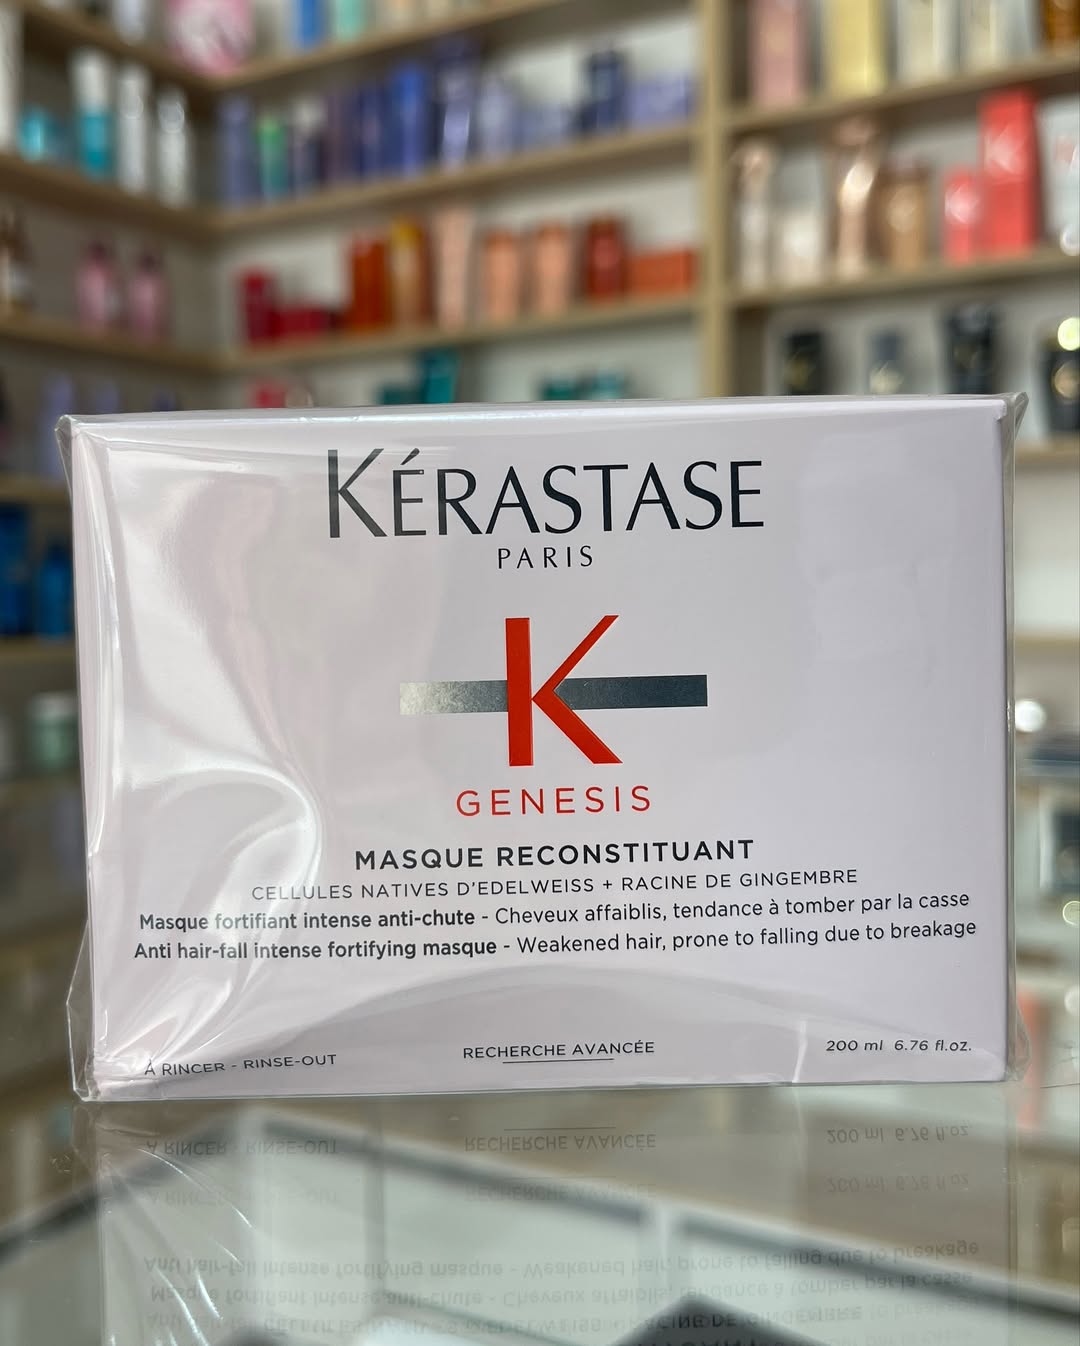 KÉRASTASE
PARIS
K
GENESIS
MASQUE RECONSTITUANT
CELLULES NATIVES D'EDELWEISS + RACINE DE GINGEMBRE
Masque fortifiant intense anti-chute - Cheveux affaiblis, tendance à tomber par la casse
Anti hair-fall intense fortifying masque - Weakened hair, prone to falling due to breakage
À RINCER - RINSE-OUT
RECHERCHE AVANCÉE
200 ml 6.76 fl.oz.